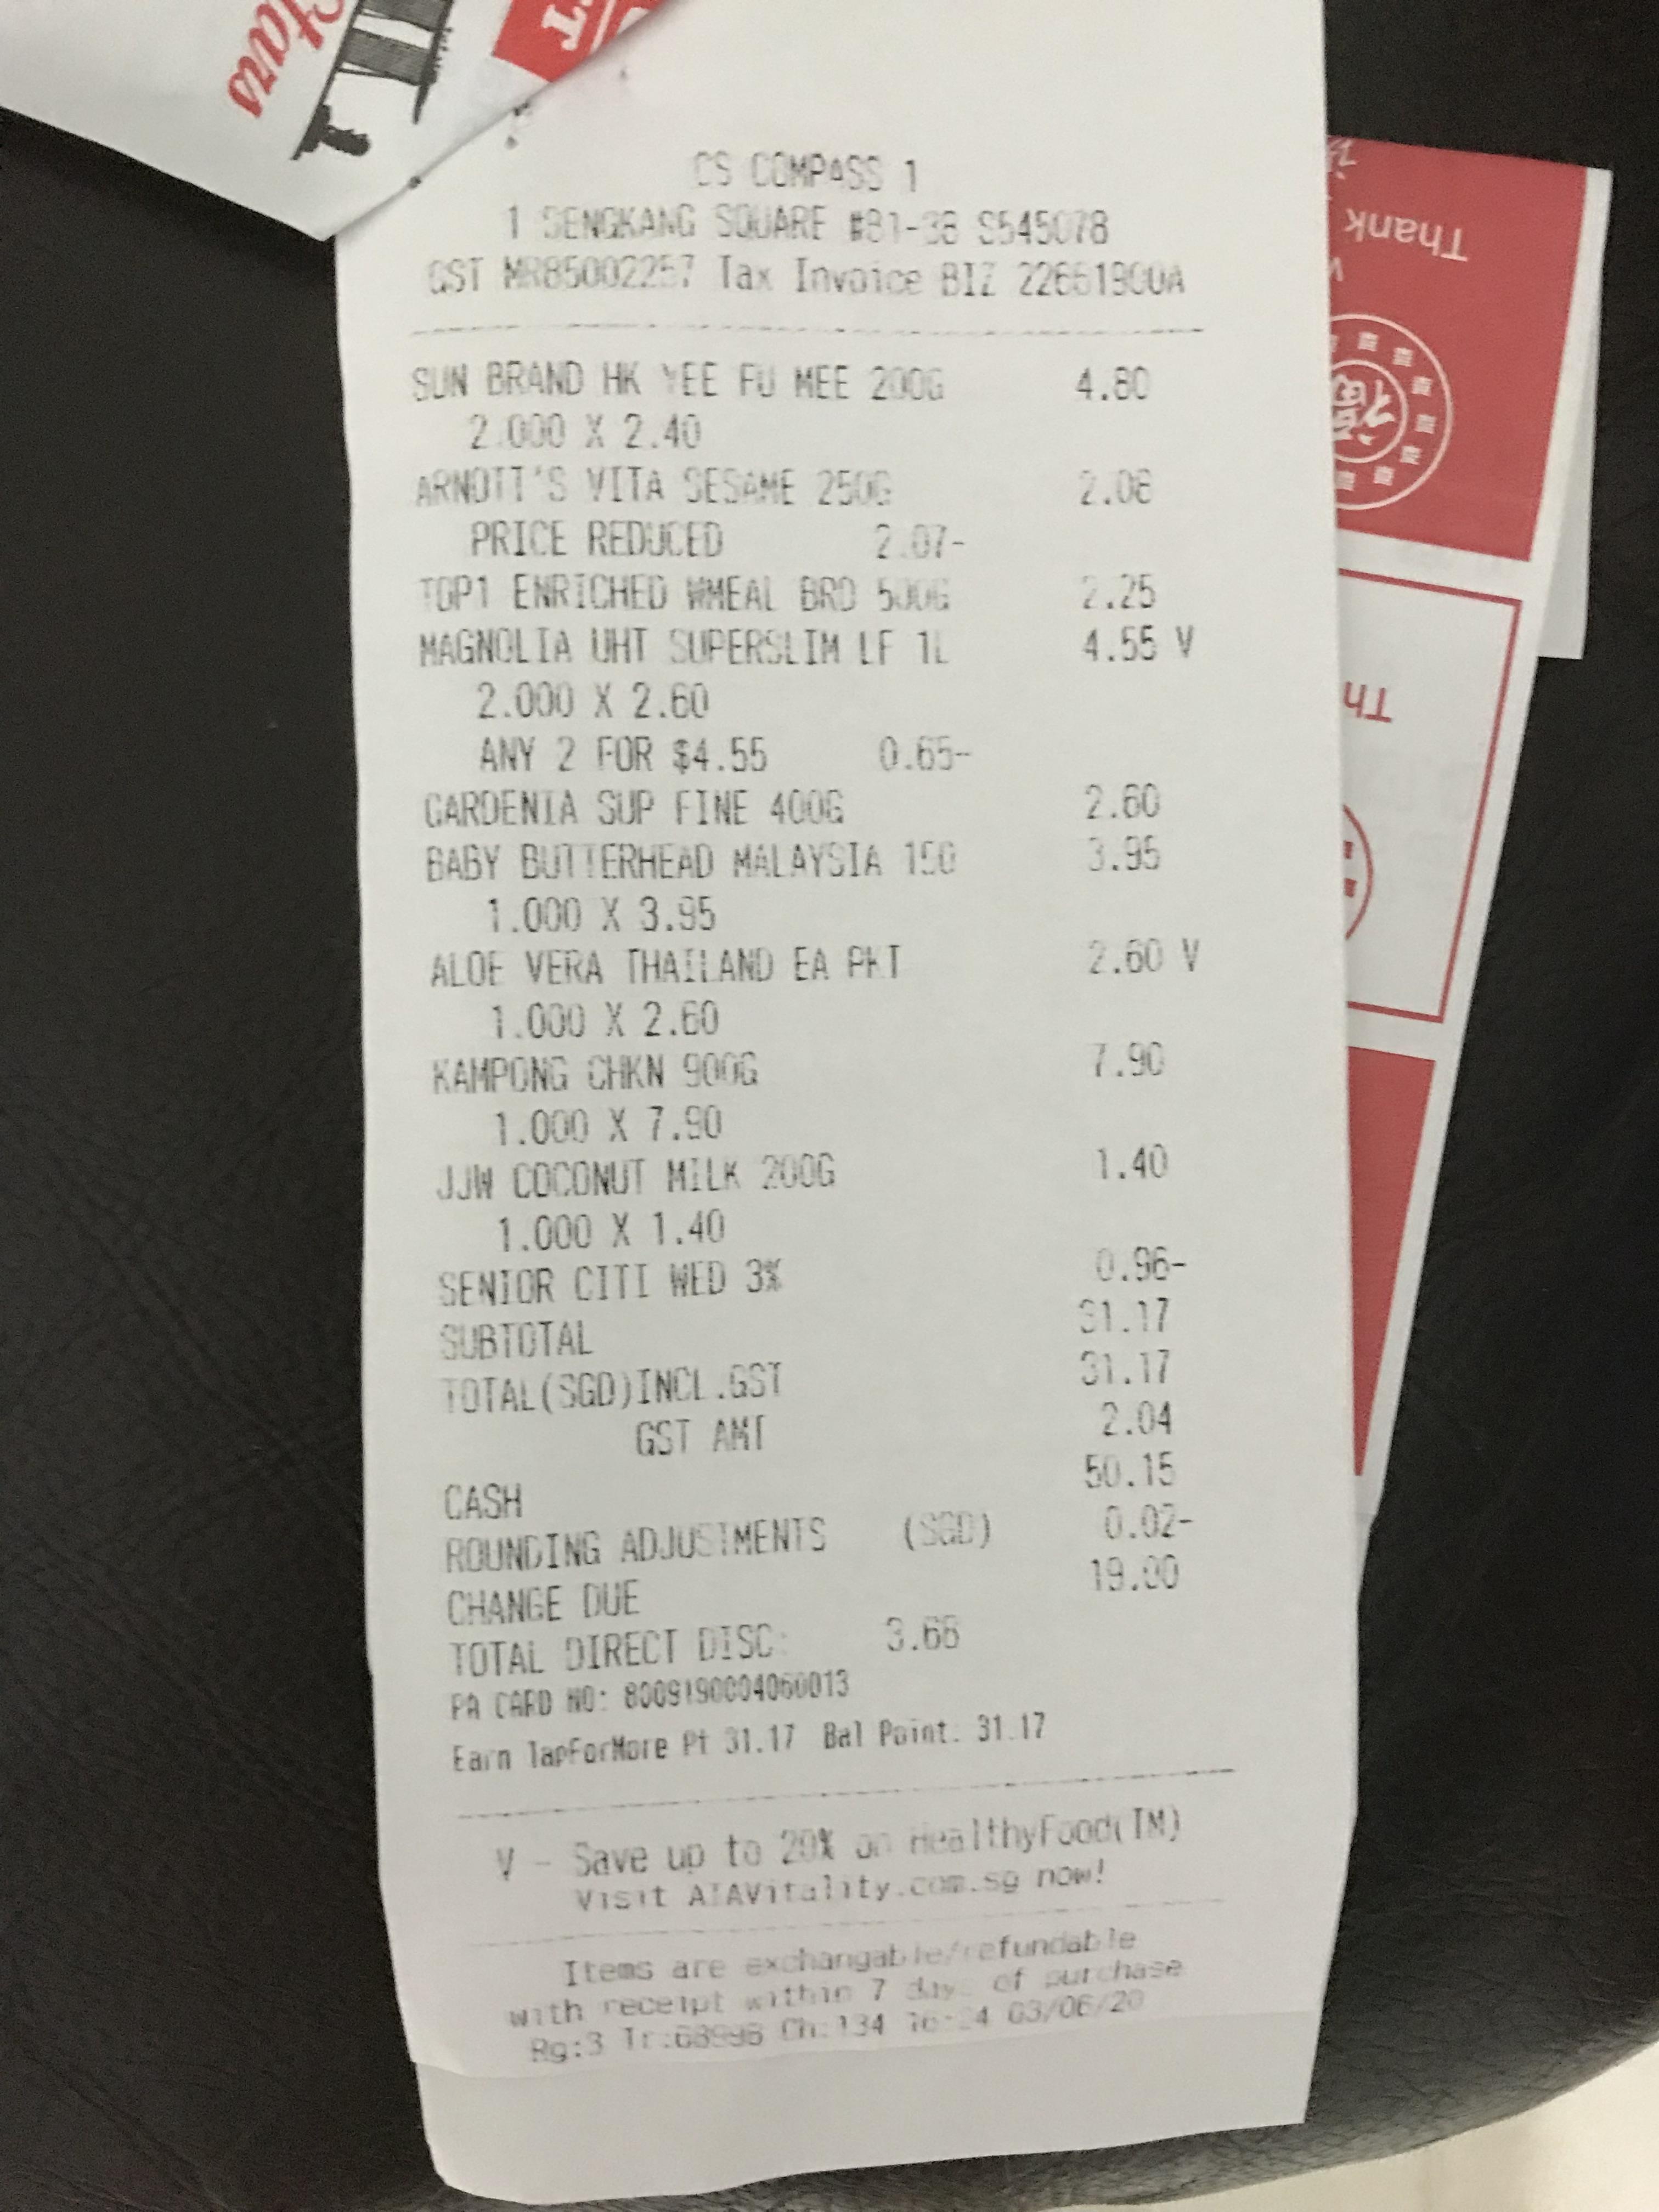 CS COMPASS 1
1 SENGKANG SQUARE #B1-38 S545078
GST MR85002257 Tax Invoice BIZ 22661900A
SUN BRAND HK YEE FU MEE 200G 4.80
2.000 X 2.40
ARNOTT'S VITA SESAME 250G 2.08
PRICE REDUCED 2.07-
TOP1 ENRICHED WMEAL BRD 500G 2.25
MAGNOLIA UHT SUPERSLIM LF 1L 4.55 V
2.000 X 2.60
ANY 2 FOR $4.55 0.65-
GARDENIA SUP FINE 400G 2.60
BABY BUTTERHEAD MALAYSIA 150 3.95
1.000 X 3.95
ALOE VERA THAILAND EA PKT 2.60 V
1.000 X 2.60
KAMPONG CHKN 900G 7.90
1.000 X 7.90
JJW COCONUT MILK 200G 1.40
1.000 X 1.40
SENIOR CITI WED 3% 0.96-
SUBTOTAL 31.17
TOTAL(SGD)INCL.GST 31.17
GST AMT 2.04
CASH 50.15
ROUNDING ADJUSTMENTS (SGD) 0.02-
CHANGE DUE 19.00
TOTAL DIRECT DISC: 3.68
PA CARD NO: 8009190004060013
Earn TapForMore Pt 31.17 Bal Point: 31.17
V - Save up to 20% on HealthyFood(TM)
Visit AIAVitality.com.sg now!
Items are exchangable/refundable
with receipt within 7 days of purchase
Rg:3 Ch:134 03/06/20
Thank
Th
福